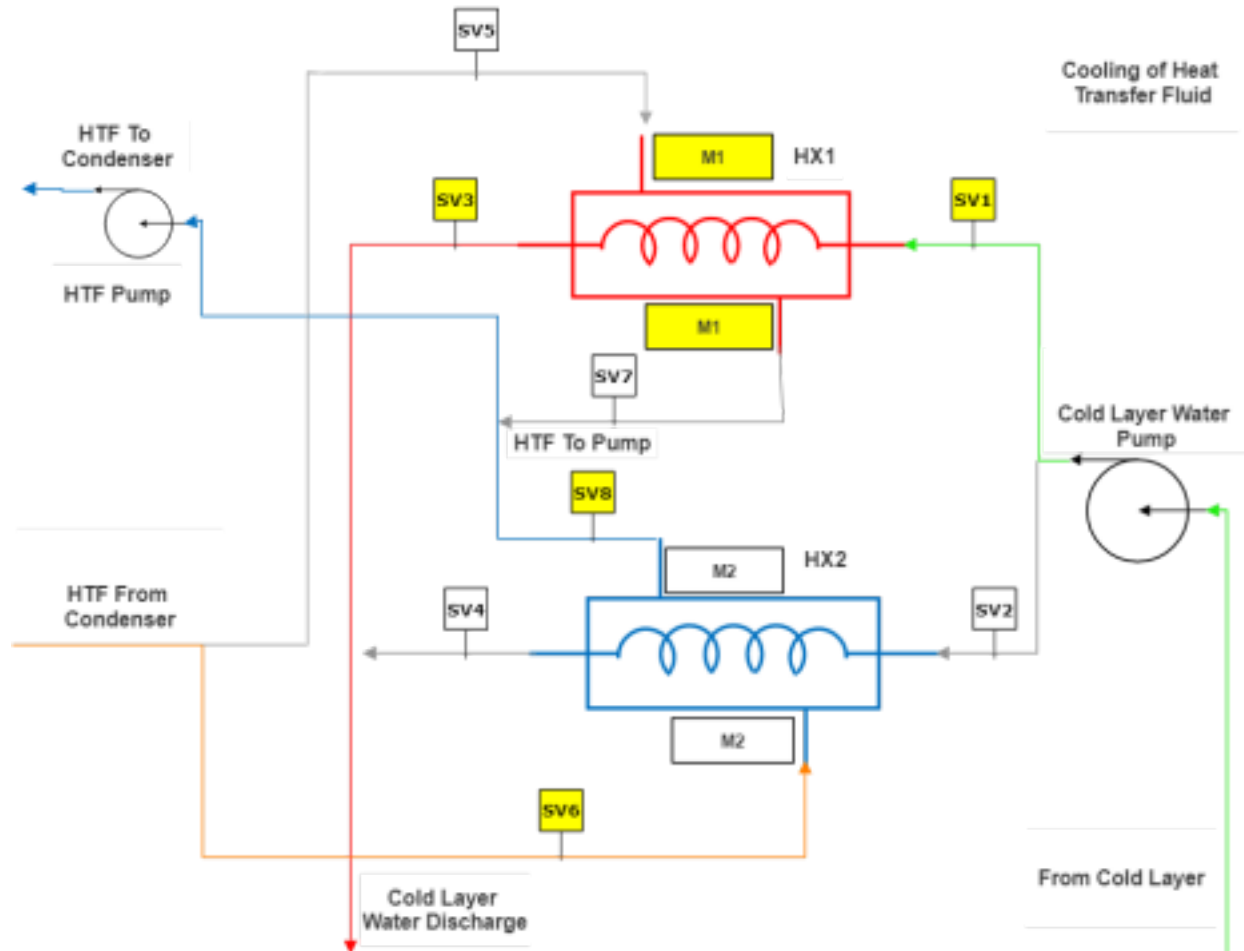 SV5
Cooling of Heat
Transfer Fluid
HTF To
Condenser
M1
HX1
SV3
SV1
HTF Pump
M1
SV7
Cold Layer Water
Pump
HTF To Pump
SV8
HX2
M2
HTF From
Condenser
SV4
SV2
M2
SV6
From Cold Layer
Cold Layer
Water Discharge